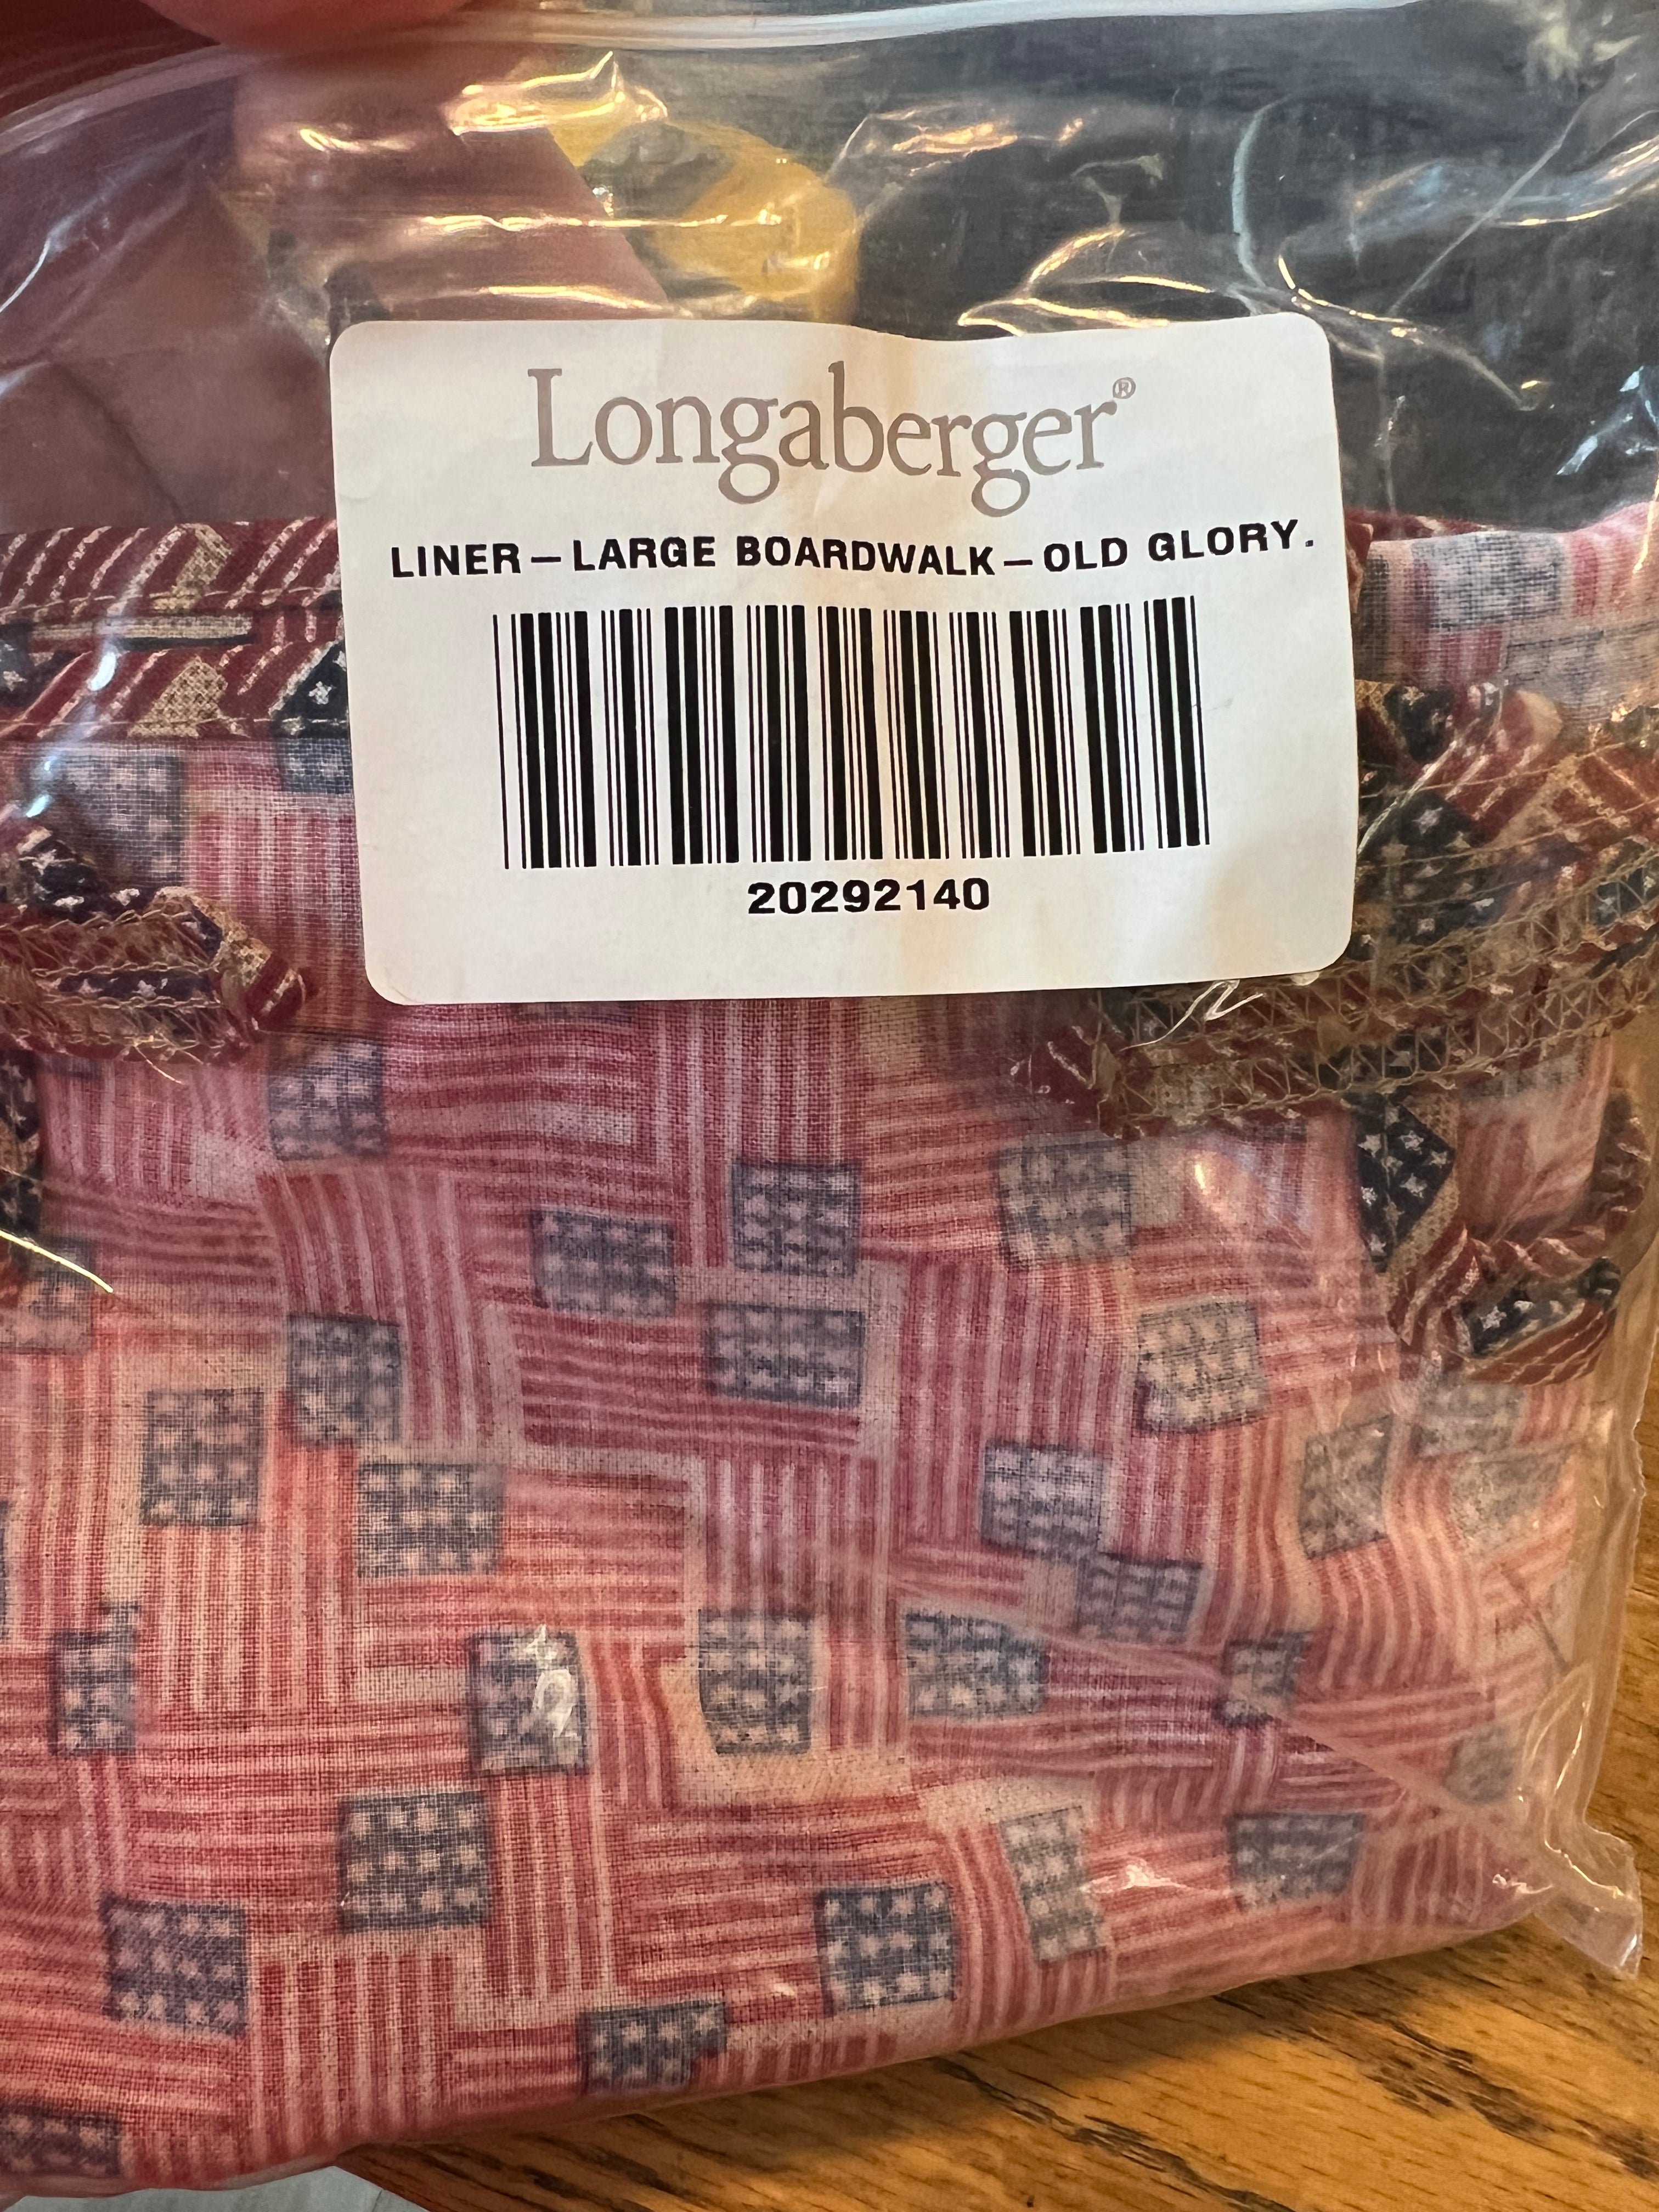 Longaberger®
LINER–LARGE BOARDWALK–OLD GLORY.
20292140